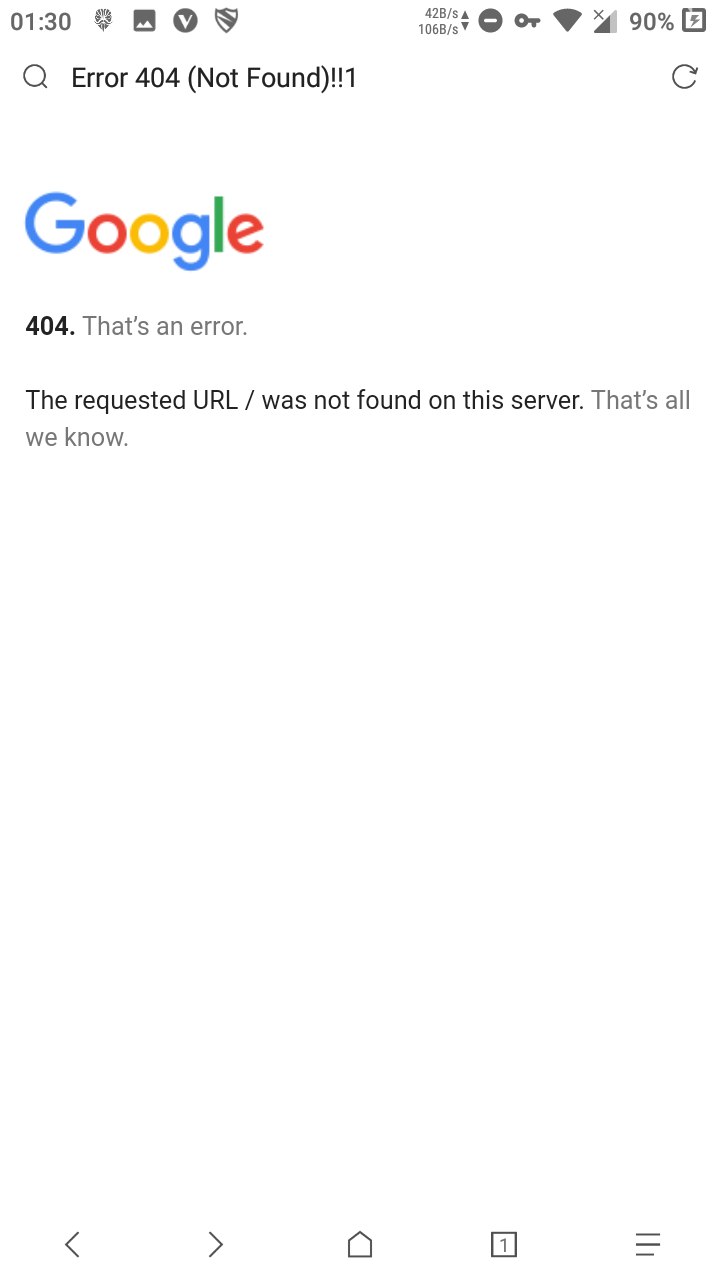 01:30 42B/s 106B/s 90%
Error 404 (Not Found)!!1
Google
404. That’s an error.
The requested URL / was not found on this server. That’s all
we know.
1